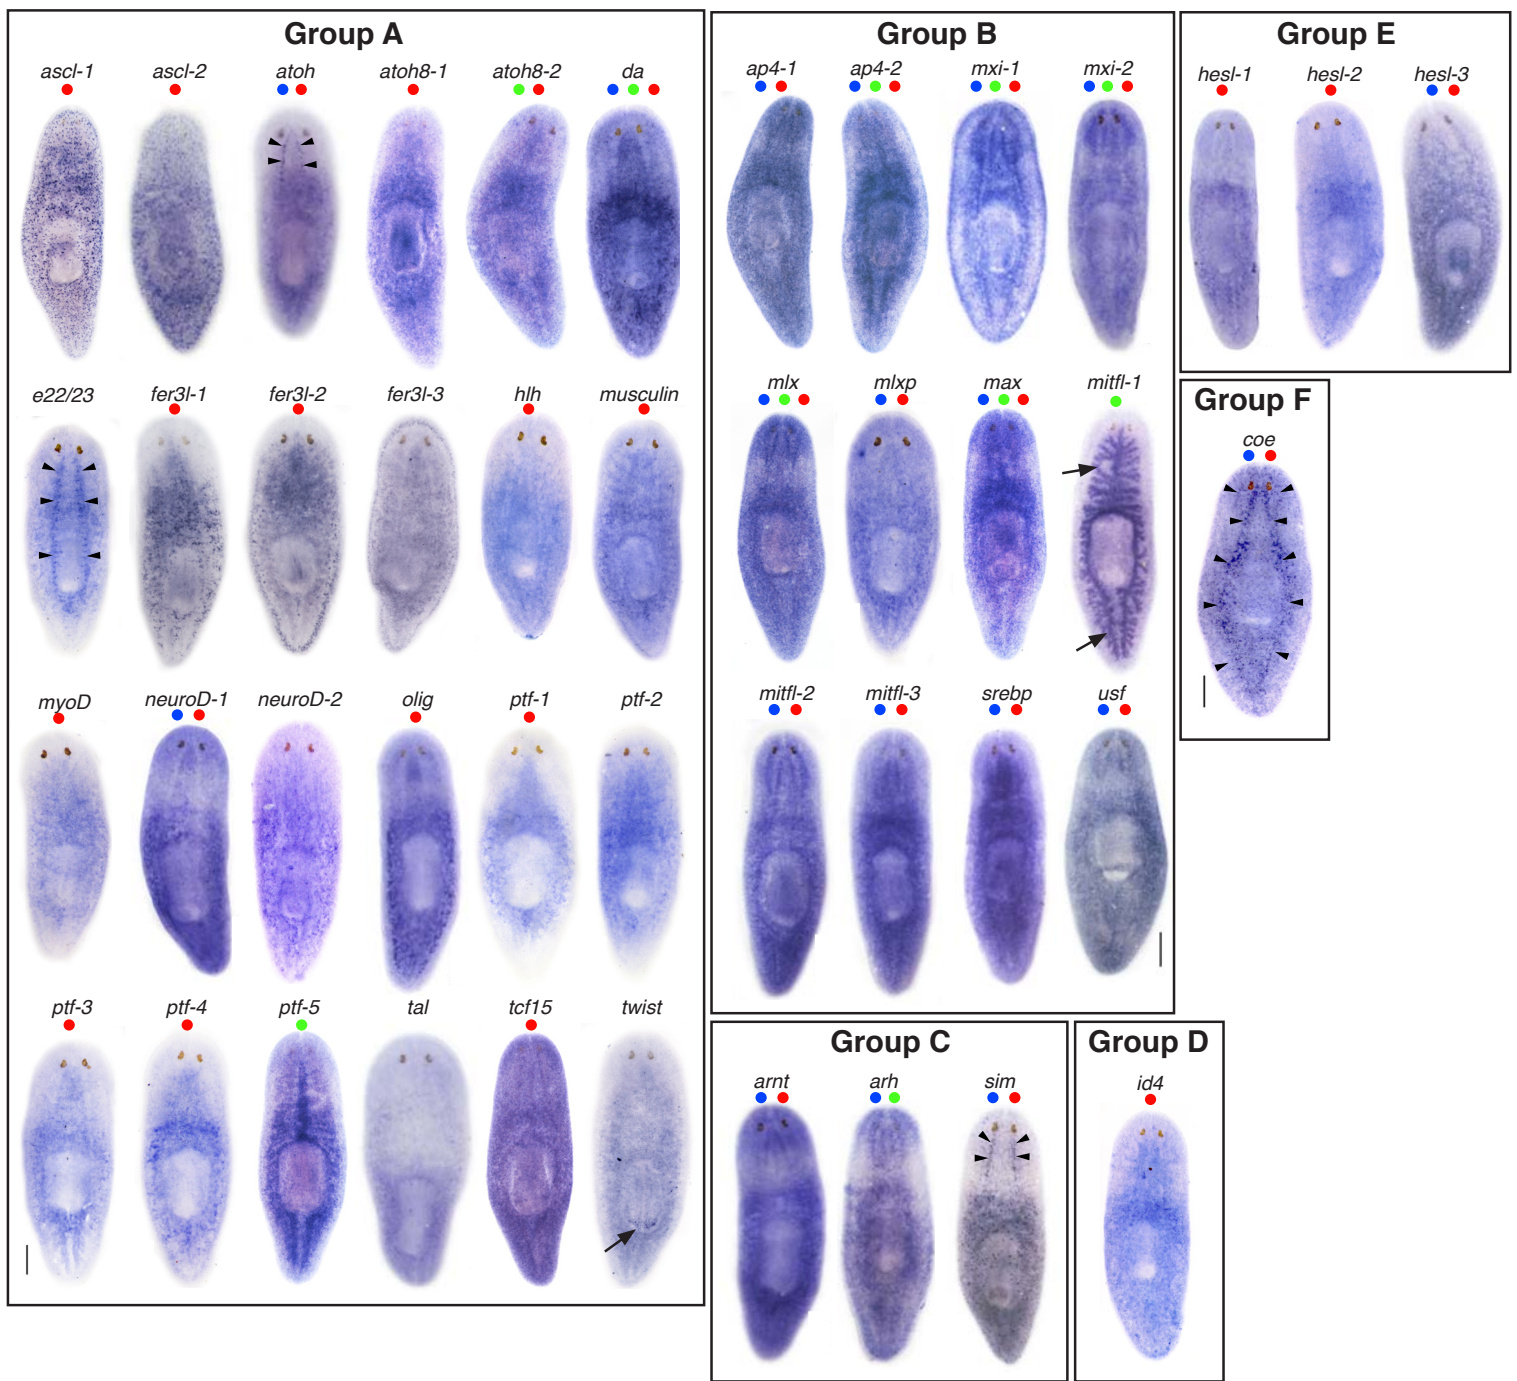 Group A
ascl-1 ascl-2 atoh atoh8-1 atoh8-2 da
e22/23 fer3l-1 fer3l-2 fer3l-3 hlh musculin
myoD neuroD-1 neuroD-2 olig ptf-1 ptf-2
ptf-3 ptf-4 ptf-5 tal tcf15 twist
Group B
ap4-1 ap4-2 mxi-1 mxi-2
mlx mlxp max mitfl-1
mitfl-2 mitfl-3 srebp usf
Group E
hesl-1 hesl-2 hesl-3
Group F
coe
Group C
arnt arh sim
Group D
id4